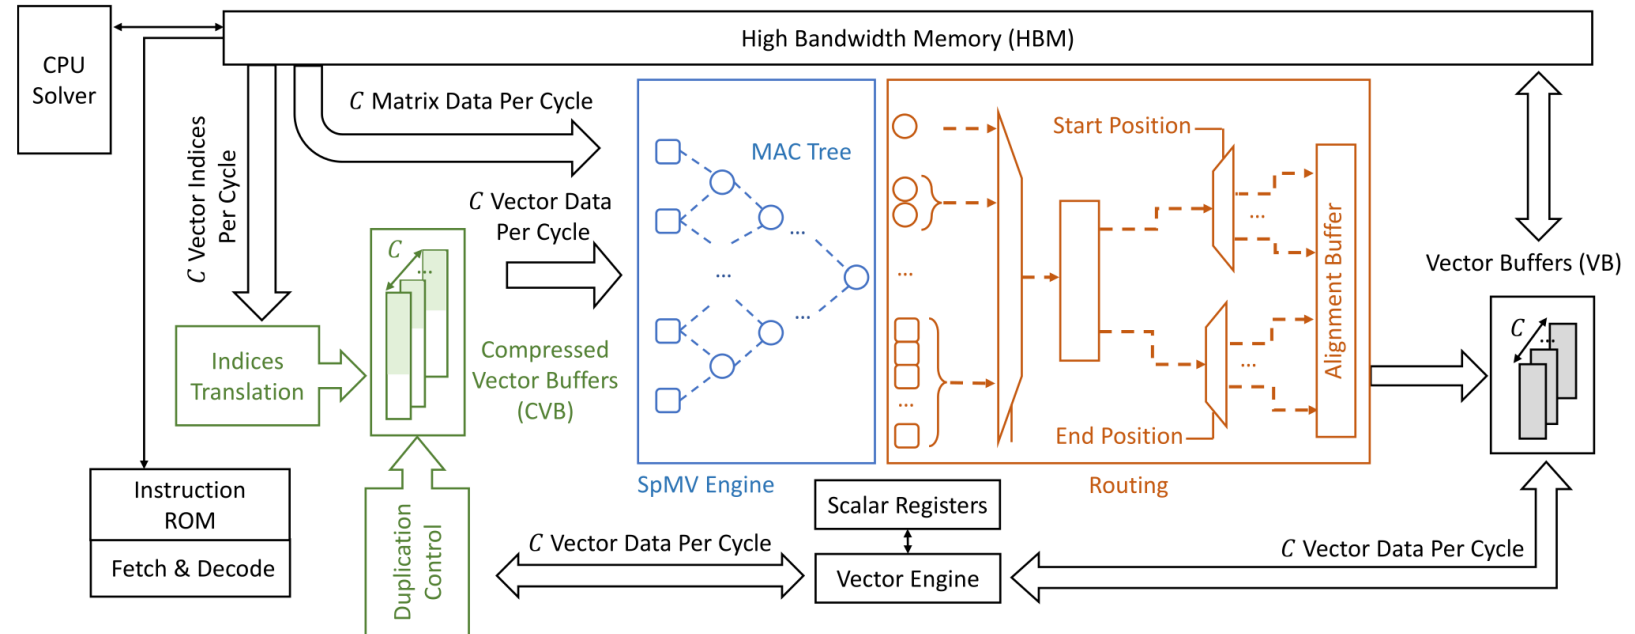 High Bandwidth Memory (HBM)
CPU
Solver
C Matrix Data Per Cycle
C Vector Indices
Per Cycle
C Vector Data
Per Cycle
MAC Tree
...
...
...
Start Position
...
...
...
...
End Position
Alignment Buffer
Vector Buffers (VB)
C
...
C
...
Indices
Translation
Compressed
Vector Buffers
(CVB)
SpMV Engine
Routing
Instruction
ROM
Fetch & Decode
Duplication
Control
Scalar Registers
C Vector Data Per Cycle
Vector Engine
C Vector Data Per Cycle